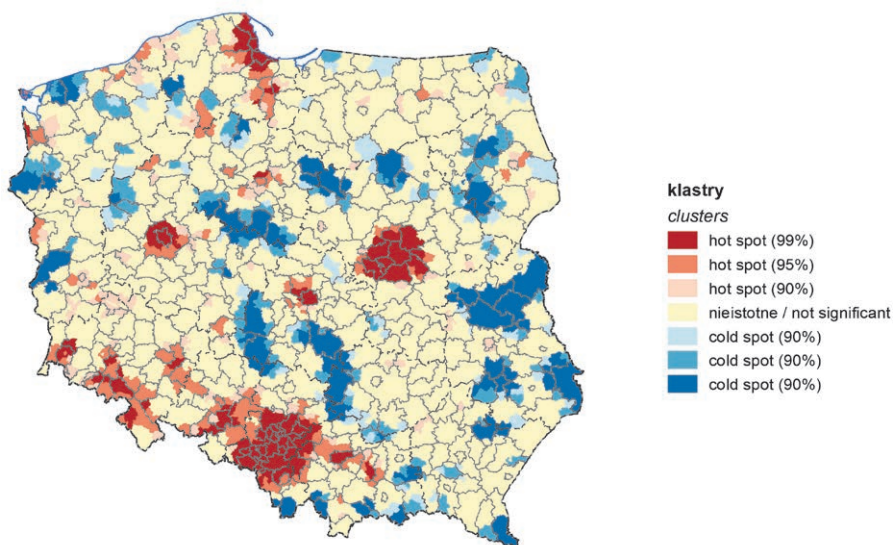 klastry
clusters
hot spot (99%)
hot spot (95%)
hot spot (90%)
nieistotne / not significant
cold spot (90%)
cold spot (90%)
cold spot (90%)